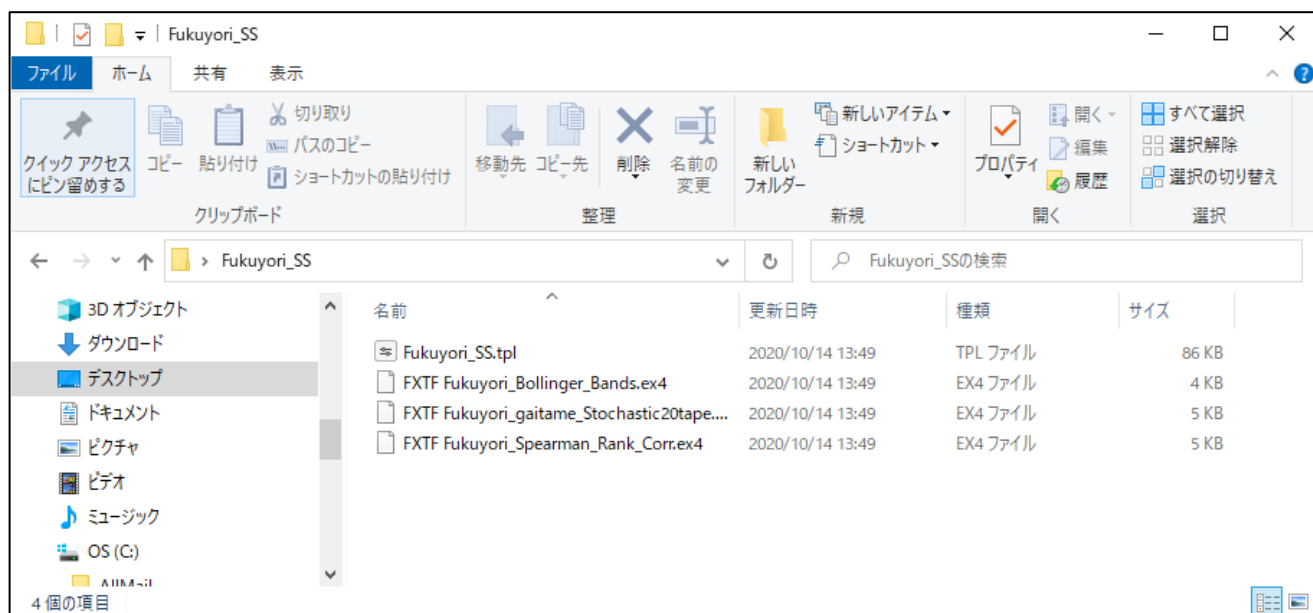 Fukuyori_SS
ファイル ホーム 共有 表示
クイック アクセス
にピン留めする
コピー
貼り付け
切り取り
パスのコピー
ショートカットの貼り付け
クリップボード
移動先
コピー先
削除
名前の
変更
整理
新しい
フォルダー
新しいアイテム
ショートカット
新規
プロパティ
開く
編集
履歴
開く
すべて選択
選択解除
選択の切り替え
選択
Fukuyori_SS
Fukuyori_SSの検索
3D オブジェクト
ダウンロード
デスクトップ
ドキュメント
ピクチャ
ビデオ
ミュージック
OS (C:)
AllMail
名前 更新日時 種類 サイズ
Fukuyori_SS.tpl 2020/10/14 13:49 TPL ファイル 86 KB
FXTF Fukuyori_Bollinger_Bands.ex4 2020/10/14 13:49 EX4 ファイル 4 KB
FXTF Fukuyori_gaitame_Stochastic20tape.... 2020/10/14 13:49 EX4 ファイル 5 KB
FXTF Fukuyori_Spearman_Rank_Corr.ex4 2020/10/14 13:49 EX4 ファイル 5 KB
4 個の項目